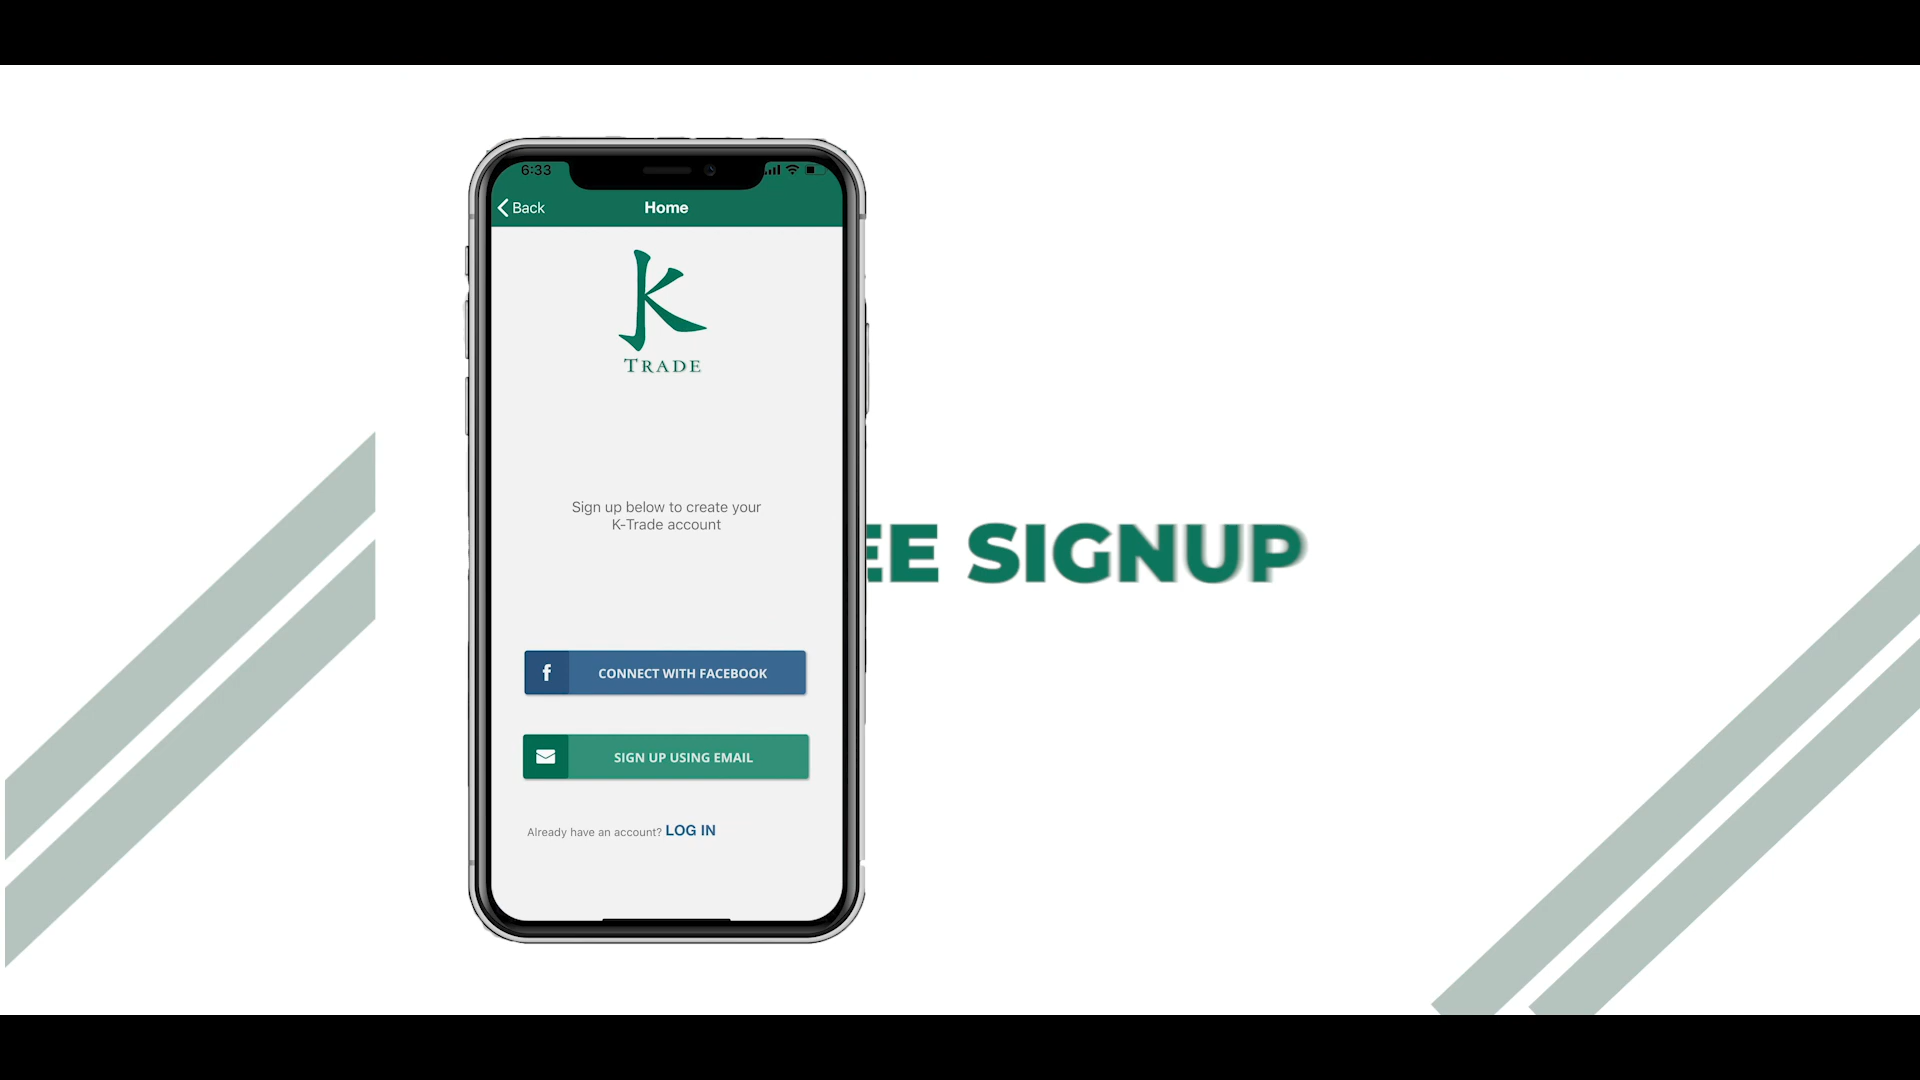 6:33
Back
Home
K
TRADE
Sign up below to create your
K-Trade account
EE SIGNUP
f CONNECT WITH FACEBOOK
SIGN UP USING EMAIL
Already have an account? LOG IN